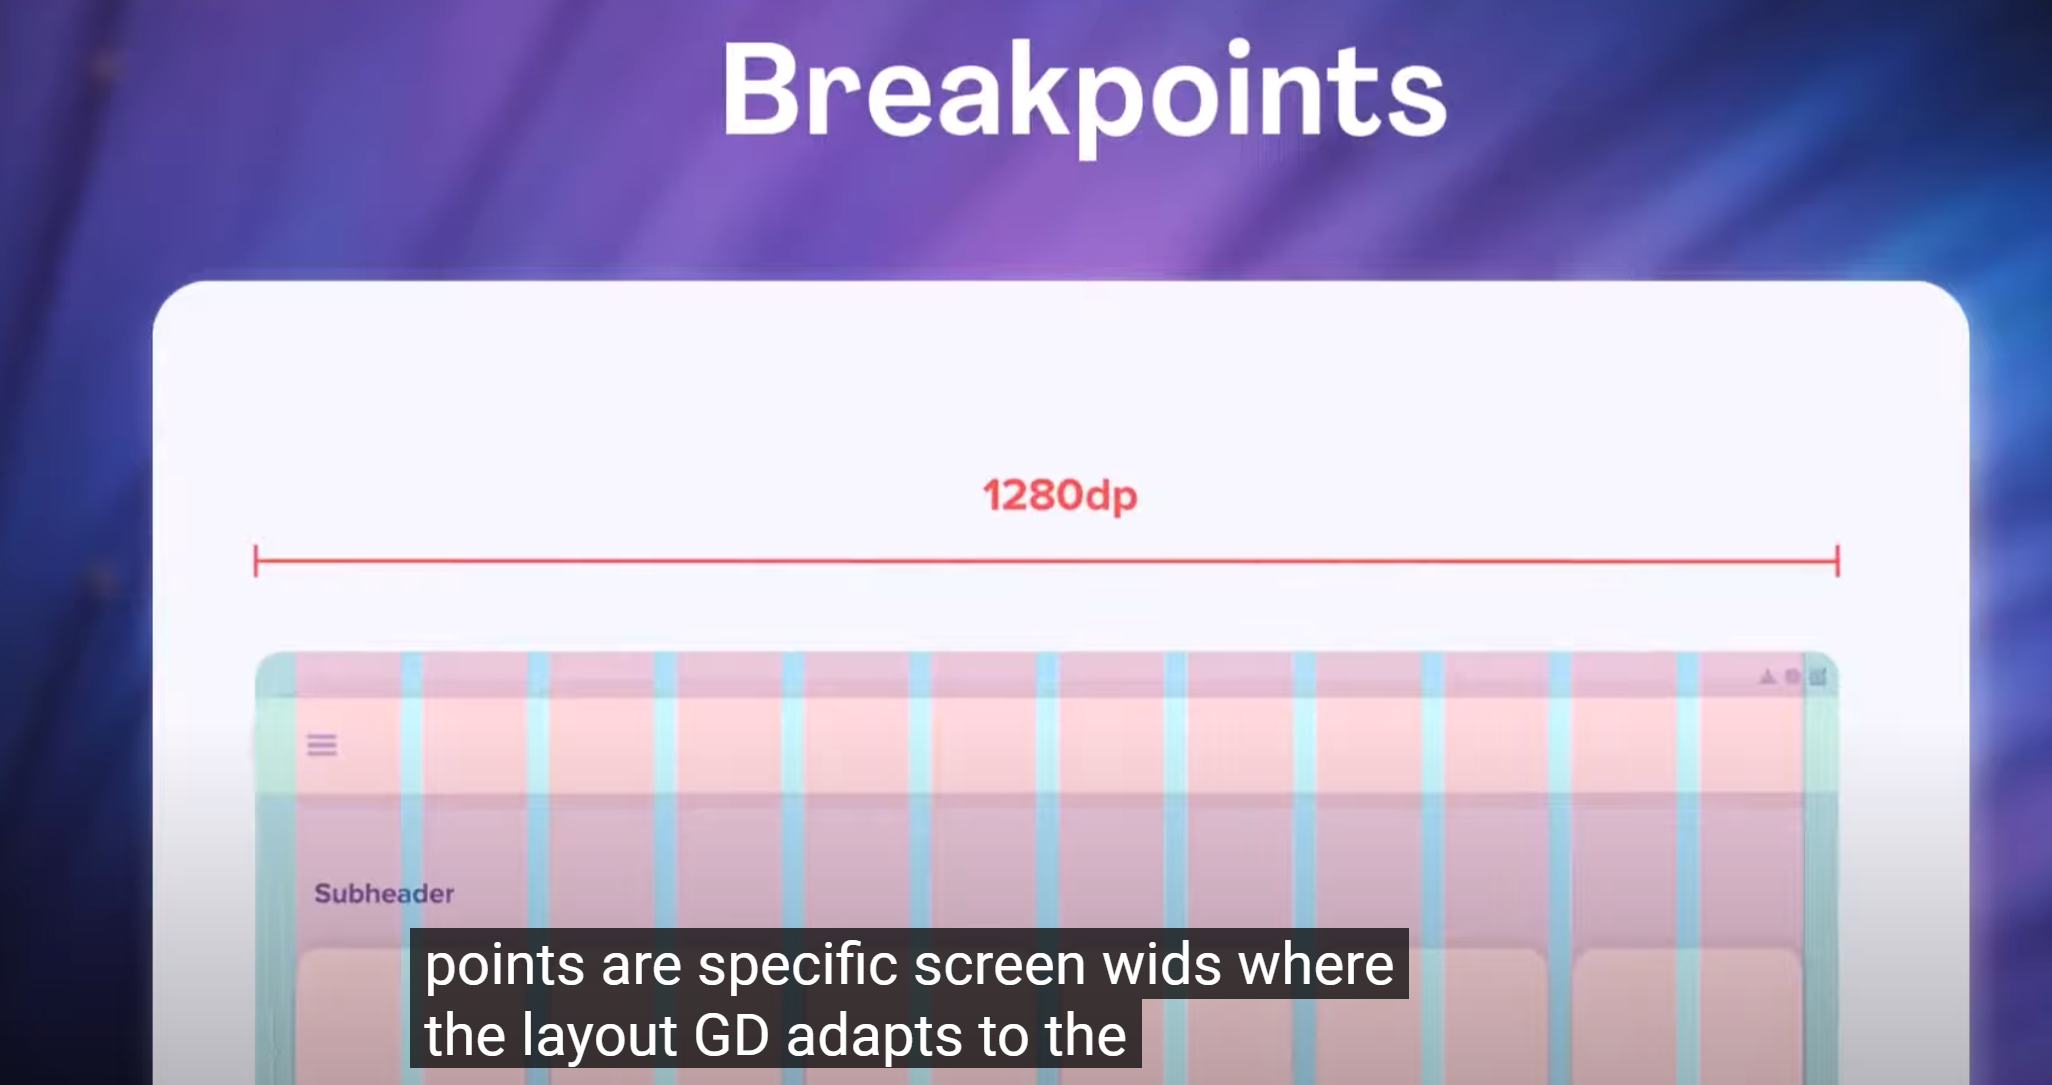 Breakpoints
1280dp
Subheader
points are specific screen wids where
the layout GD adapts to the